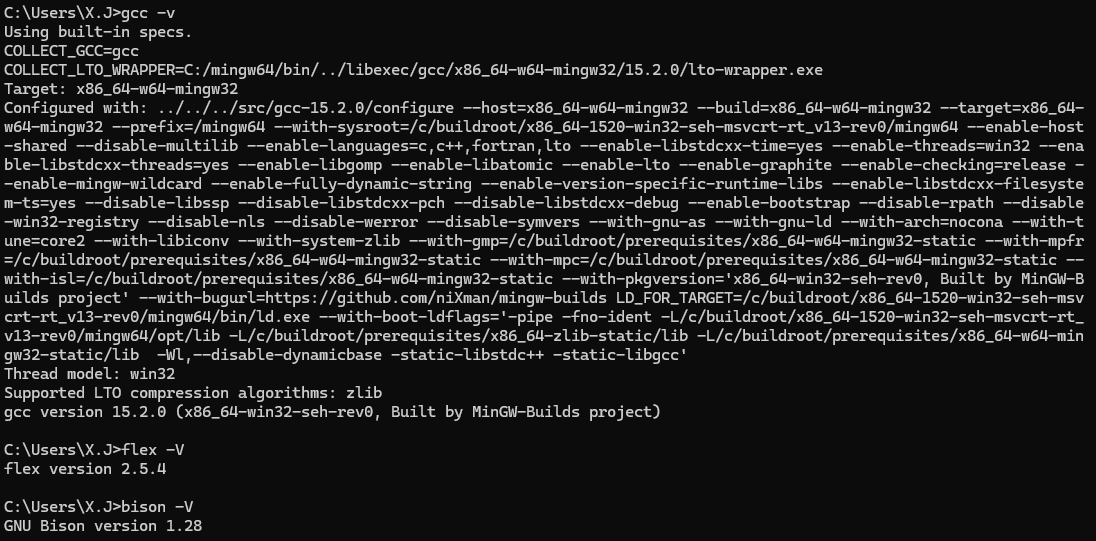 C:\Users\X.J>gcc -v
Using built-in specs.
COLLECT_GCC=gcc
COLLECT_LTO_WRAPPER=C:/mingw64/bin/../libexec/gcc/x86_64-w64-mingw32/15.2.0/lto-wrapper.exe
Target: x86_64-w64-mingw32
Configured with: ../../../src/gcc-15.2.0/configure --host=x86_64-w64-mingw32 --build=x86_64-w64-mingw32 --target=x86_64-
w64-mingw32 --prefix=/mingw64 --with-sysroot=/c/buildroot/x86_64-1520-win32-seh-msvcrt-rt_v13-rev0/mingw64 --enable-host
-shared --disable-multilib --enable-languages=c,c++,fortran,lto --enable-libstdcxx-time=yes --enable-threads=win32 --ena
ble-libstdcxx-threads=yes --enable-libgomp --enable-libatomic --enable-lto --enable-graphite --enable-checking=release -
-enable-mingw-wildcard --enable-fully-dynamic-string --enable-version-specific-runtime-libs --enable-libstdcxx-filesyste
m-ts=yes --disable-libssp --disable-libstdcxx-pch --disable-libstdcxx-debug --enable-bootstrap --disable-rpath --disable
-win32-registry --disable-nls --disable-werror --disable-symvers --with-gnu-as --with-gnu-ld --with-arch=nocona --with-t
une=core2 --with-libiconv --with-system-zlib --with-gmp=/c/buildroot/prerequisites/x86_64-w64-mingw32-static --with-mpfr
=/c/buildroot/prerequisites/x86_64-w64-mingw32-static --with-mpc=/c/buildroot/prerequisites/x86_64-w64-mingw32-static --
with-isl=/c/buildroot/prerequisites/x86_64-w64-mingw32-static --with-pkgversion='x86_64-win32-seh-rev0, Built by MinGW-B
uilds project' --with-bugurl=https://github.com/niXman/mingw-builds LD_FOR_TARGET=/c/buildroot/x86_64-1520-win32-seh-msv
crt-rt_v13-rev0/mingw64/bin/ld.exe --with-boot-ldflags='-pipe -fno-ident -L/c/buildroot/x86_64-1520-win32-seh-msvcrt-rt_
v13-rev0/mingw64/opt/lib -L/c/buildroot/prerequisites/x86_64-zlib-static/lib -L/c/buildroot/prerequisites/x86_64-w64-min
gw32-static/lib  -Wl,--disable-dynamicbase -static-libstdc++ -static-libgcc'
Thread model: win32
Supported LTO compression algorithms: zlib
gcc version 15.2.0 (x86_64-win32-seh-rev0, Built by MinGW-Builds project)
C:\Users\X.J>flex -V
flex version 2.5.4
C:\Users\X.J>bison -V
GNU Bison version 1.28